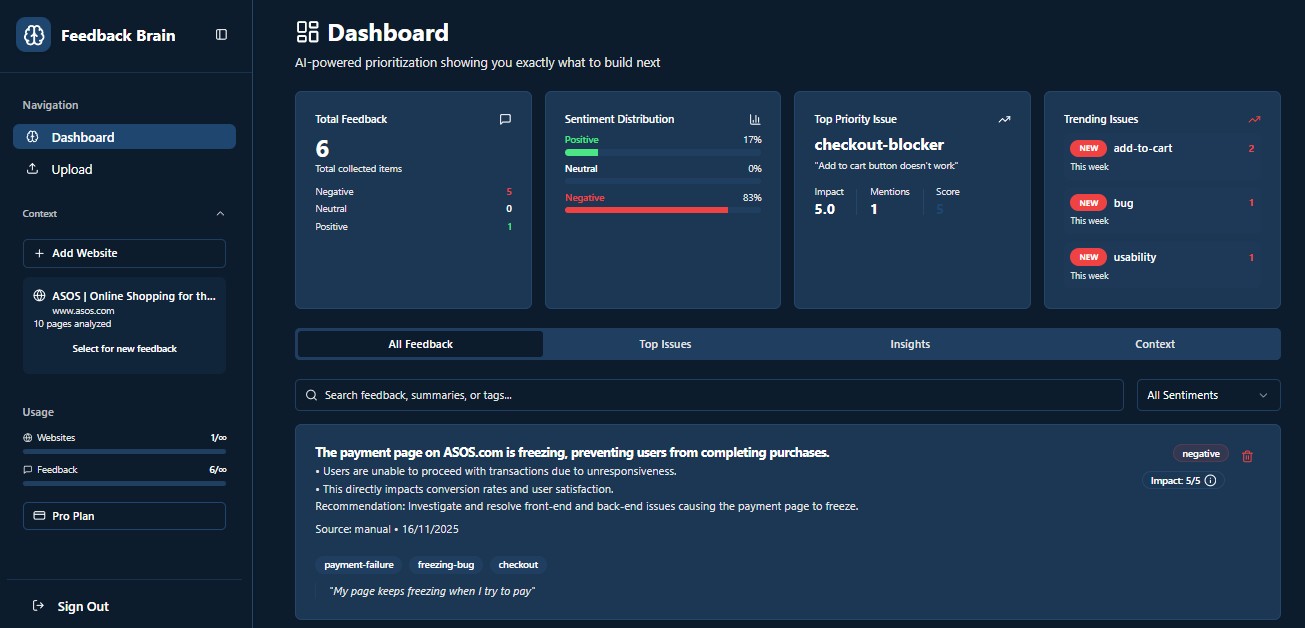 Feedback Brain
Navigation
Dashboard
Upload
Context
Add Website
ASOS | Online Shopping for th...
www.asos.com
10 pages analyzed
Select for new feedback
Usage
Websites 1/∞
Feedback 6/∞
Pro Plan
Sign Out
Dashboard
AI-powered prioritization showing you exactly what to build next
Total Feedback
6
Total collected items
Negative 5
Neutral 0
Positive 1
Sentiment Distribution
Positive 17%
Neutral 0%
Negative 83%
Top Priority Issue
checkout-blocker
"Add to cart button doesn't work"
Impact Mentions Score
5.0 1 5
Trending Issues
NEW add-to-cart 2
This week
NEW bug 1
This week
NEW usability 1
This week
All Feedback Top Issues Insights Context
Search feedback, summaries, or tags...
All Sentiments
The payment page on ASOS.com is freezing, preventing users from completing purchases.
negative
• Users are unable to proceed with transactions due to unresponsiveness.
Impact: 5/5
• This directly impacts conversion rates and user satisfaction.
Recommendation: Investigate and resolve front-end and back-end issues causing the payment page to freeze.
Source: manual • 16/11/2025
payment-failure freezing-bug checkout
"My page keeps freezing when I try to pay"